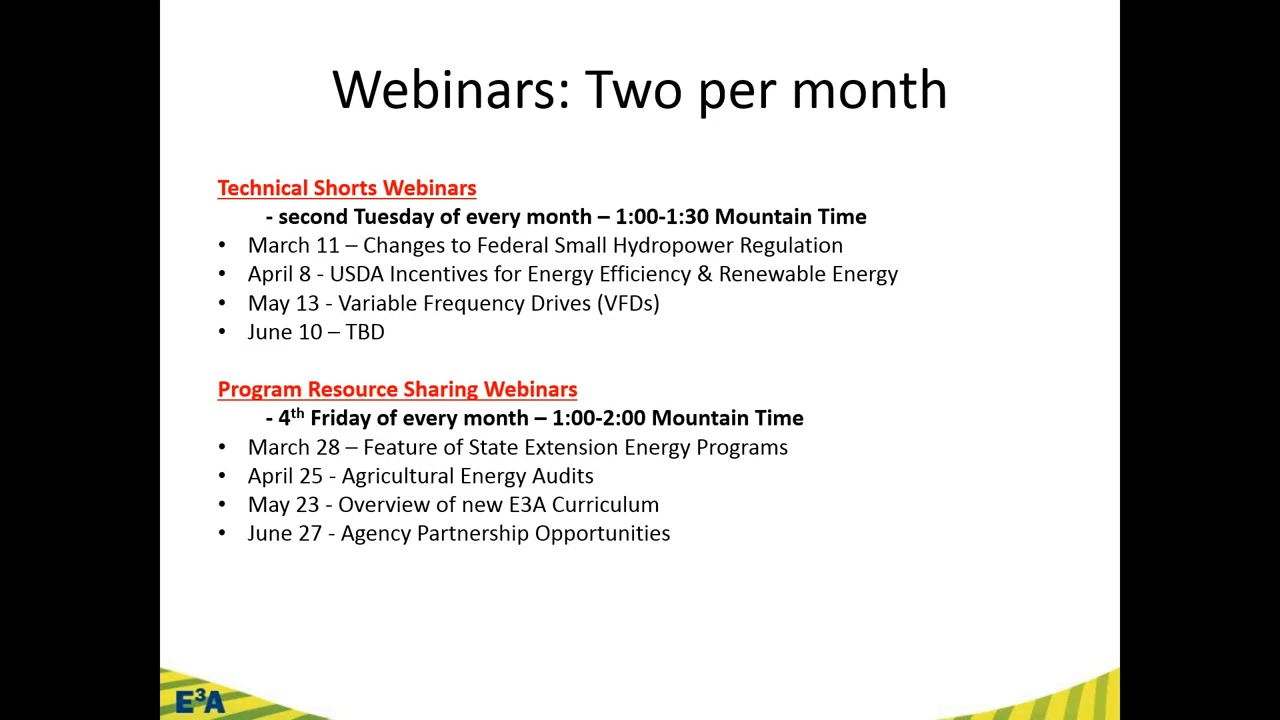 Webinars: Two per month
Technical Shorts Webinars
- second Tuesday of every month – 1:00-1:30 Mountain Time
• March 11 – Changes to Federal Small Hydropower Regulation
• April 8 - USDA Incentives for Energy Efficiency & Renewable Energy
• May 13 - Variable Frequency Drives (VFDs)
• June 10 – TBD
Program Resource Sharing Webinars
- 4th Friday of every month – 1:00-2:00 Mountain Time
• March 28 – Feature of State Extension Energy Programs
• April 25 - Agricultural Energy Audits
• May 23 - Overview of new E3A Curriculum
• June 27 - Agency Partnership Opportunities
E³A